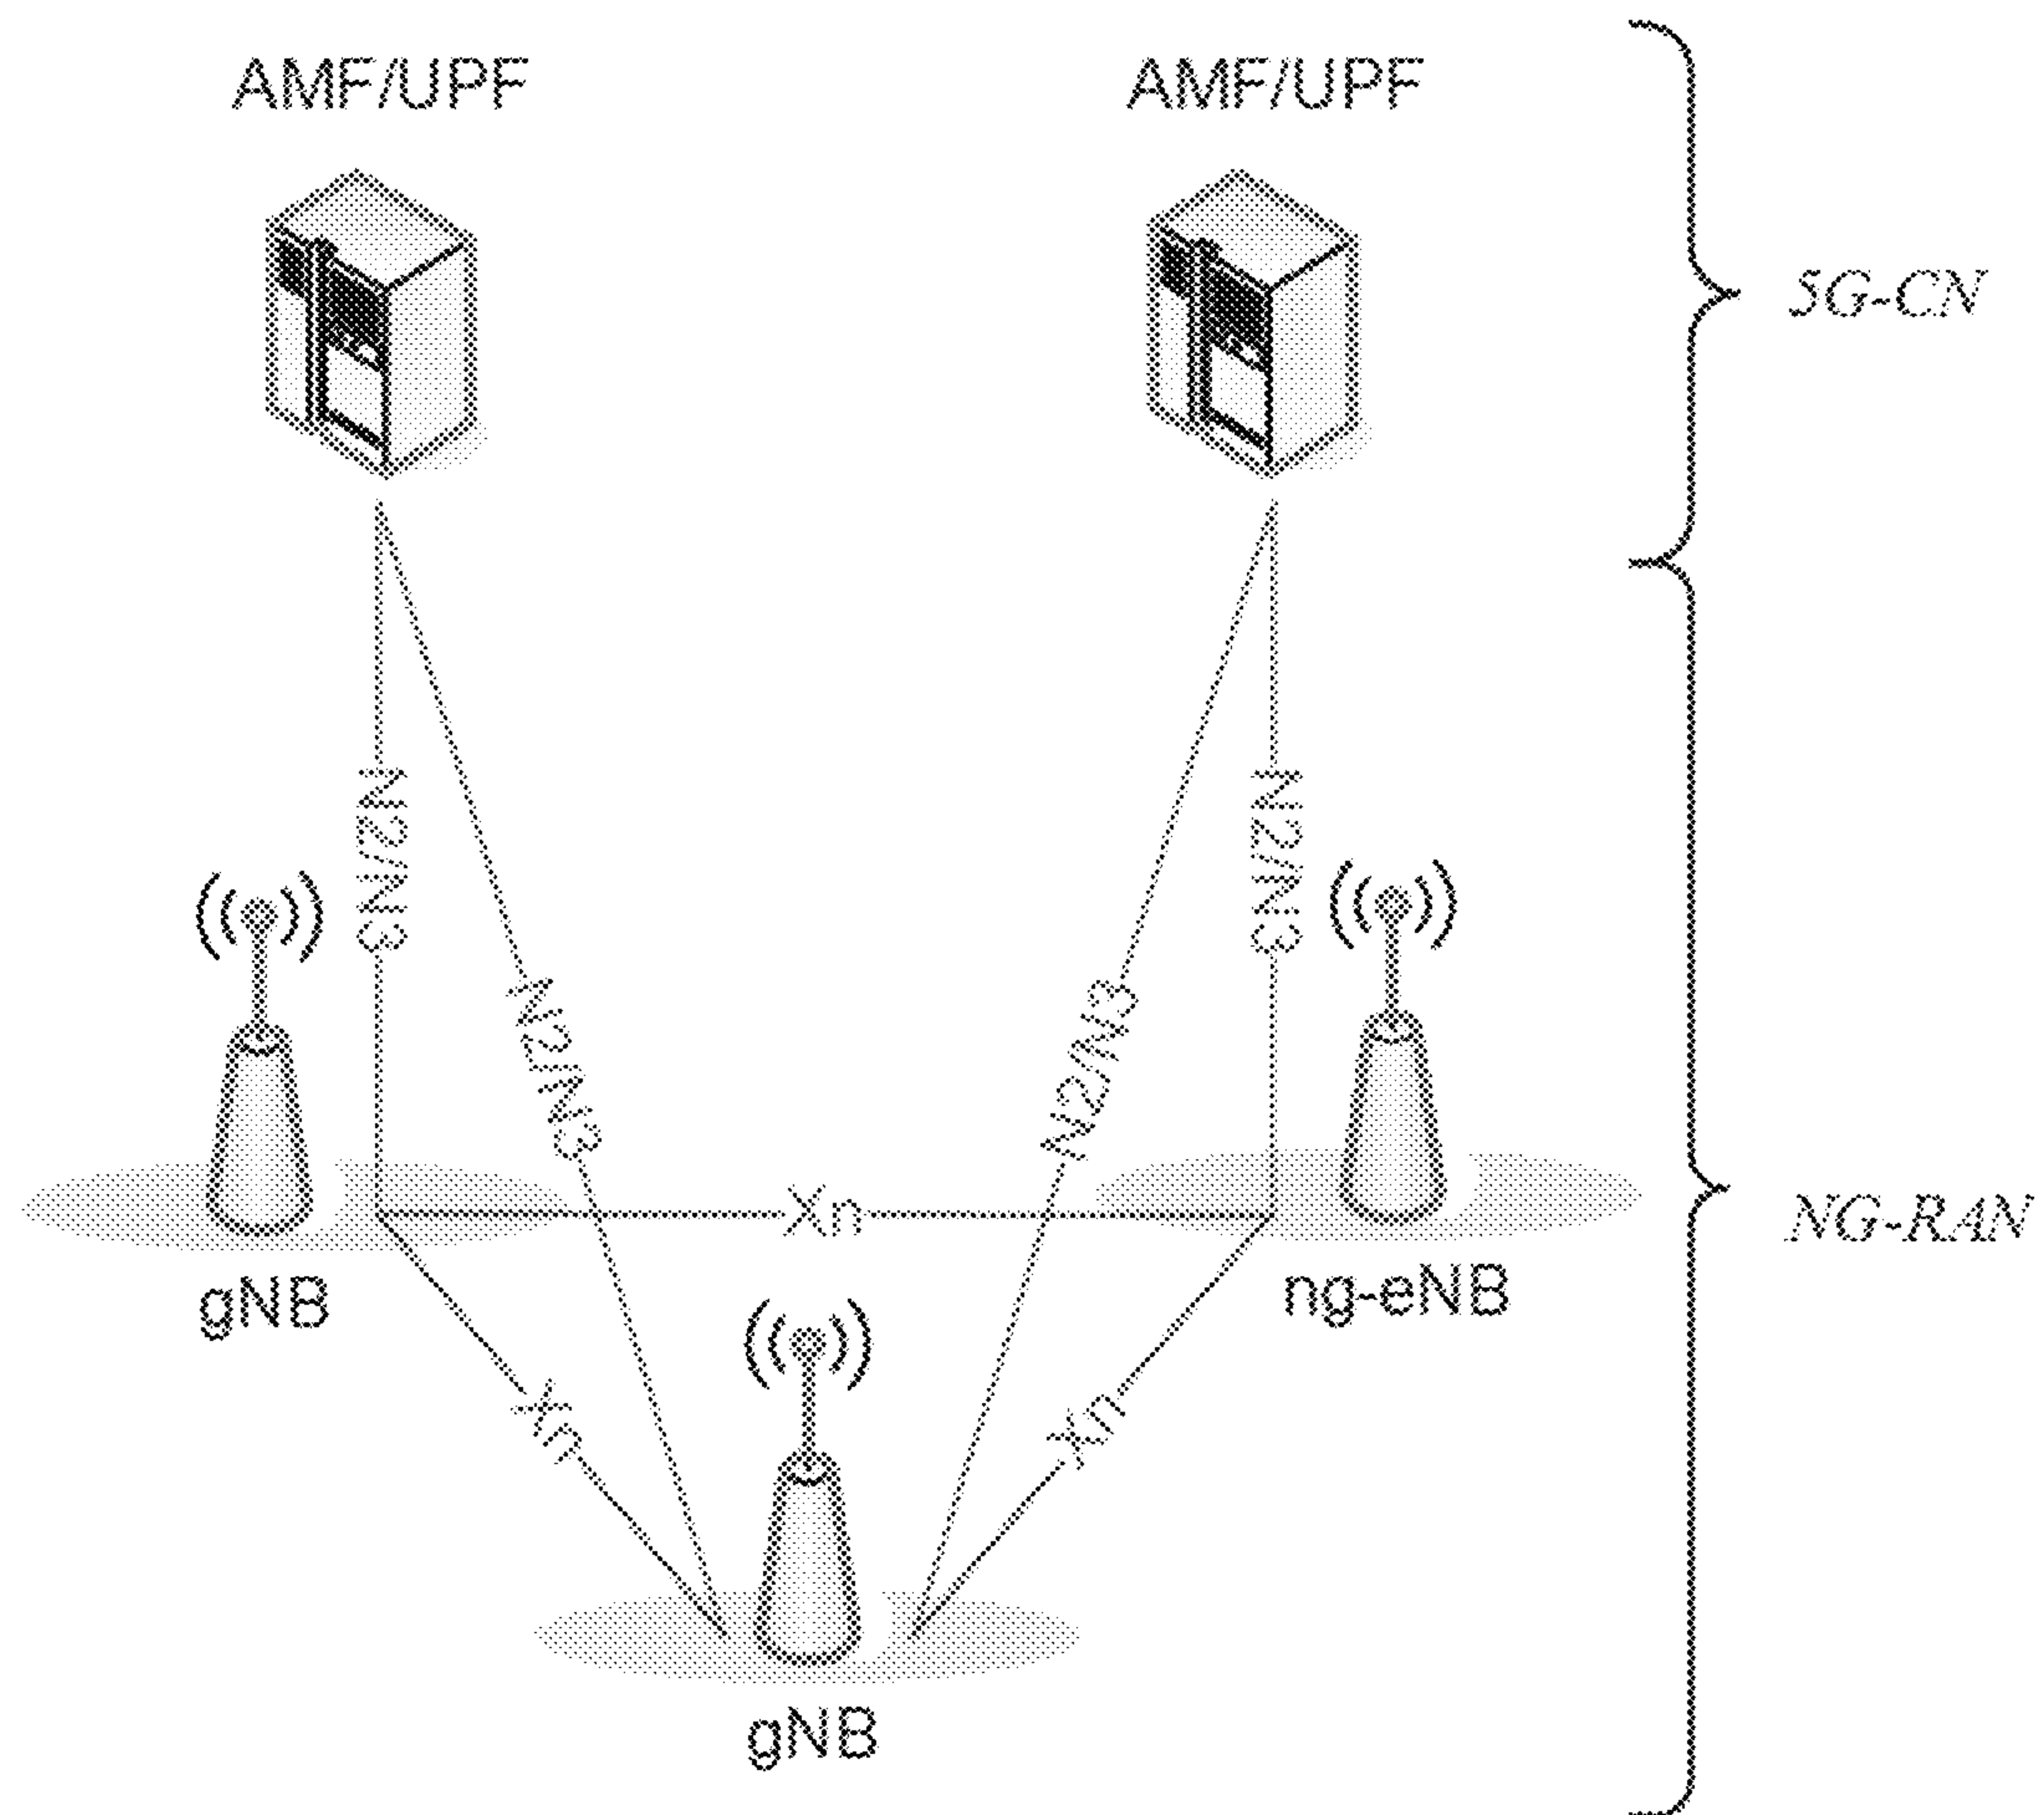 AMF/UPF
AMF/UPF
5G-CN
N2/N3
N2/N3
N2/N3
N2/N3
Xn
NG-RAN
gNB
ng-eNB
Xn
Xn
gNB